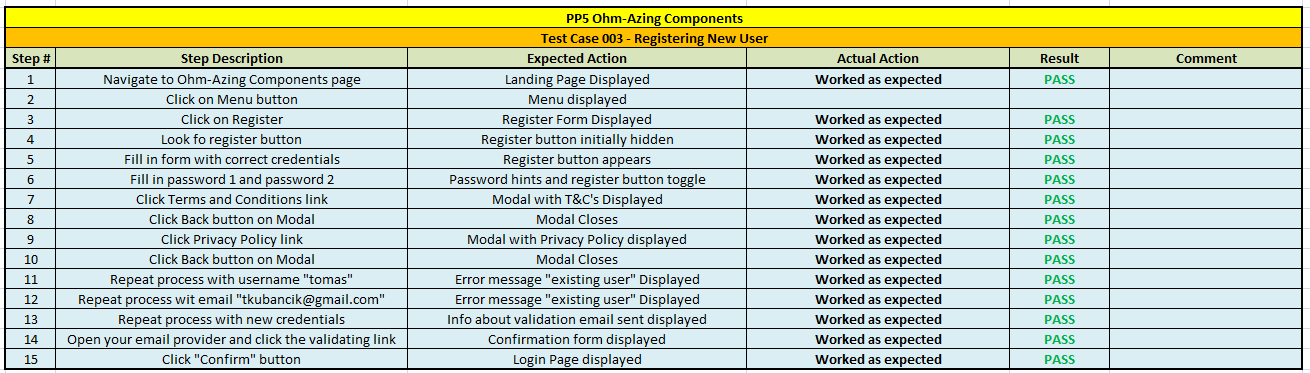 PP5 Ohm-Azing Components
Test Case 003 - Registering New User
Step # Step Description Expected Action Actual Action Result Comment
1 Navigate to Ohm-Azing Components page Landing Page Displayed Worked as expected PASS
2 Click on Menu button Menu displayed
3 Click on Register Register Form Displayed Worked as expected PASS
4 Look fo register button Register button initially hidden Worked as expected PASS
5 Fill in form with correct credentials Register button appears Worked as expected PASS
6 Fill in password 1 and password 2 Password hints and register button toggle Worked as expected PASS
7 Click Terms and Conditions link Modal with T&C's Displayed Worked as expected PASS
8 Click Back button on Modal Modal Closes Worked as expected PASS
9 Click Privacy Policy link Modal with Privacy Policy displayed Worked as expected PASS
10 Click Back button on Modal Modal Closes Worked as expected PASS
11 Repeat process with username "tomas" Error message "existing user" Displayed Worked as expected PASS
12 Repeat process wit email "tkubancik@gmail.com" Error message "existing user" Displayed Worked as expected PASS
13 Repeat process with new credentials Info about validation email sent displayed Worked as expected PASS
14 Open your email provider and click the validating link Confirmation form displayed Worked as expected PASS
15 Click "Confirm" button Login Page displayed Worked as expected PASS